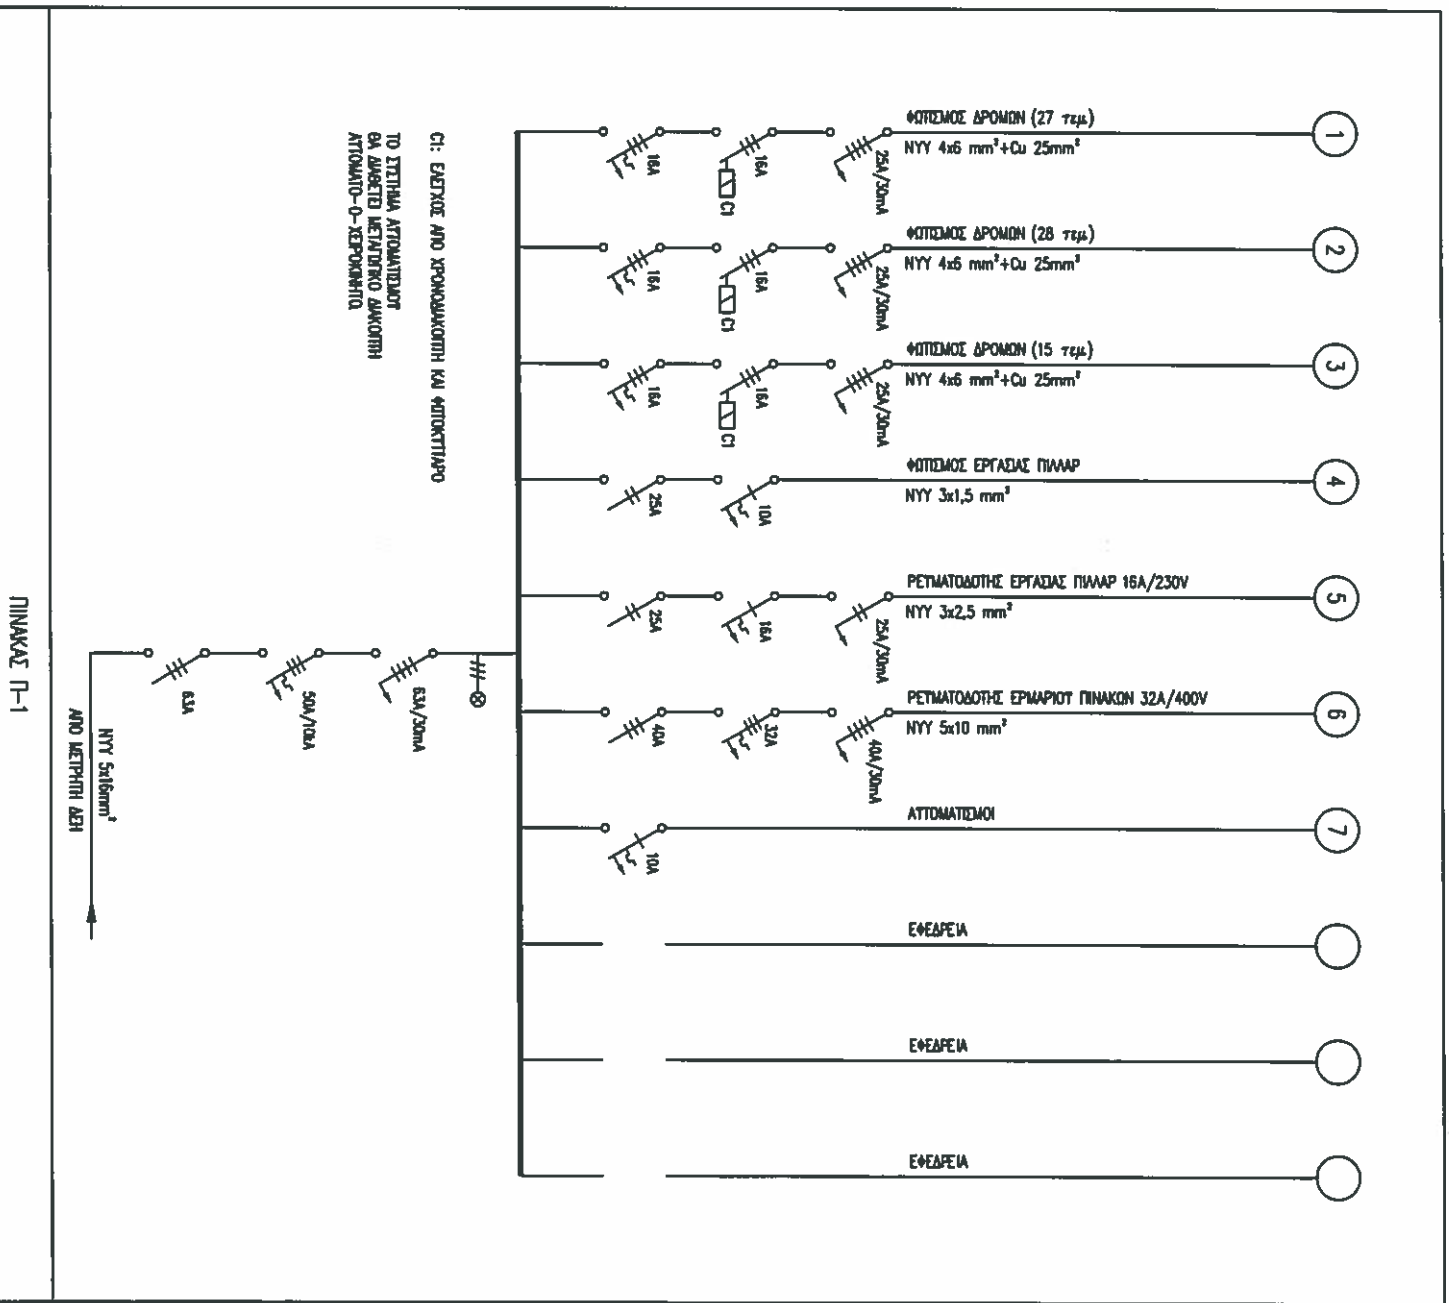 ΦΩΤΙΣΜΟΣ ΔΡΟΜΩΝ (27 τεμ)
NYY 4x6 mm²+Cu 25mm²
1
16A
16A
C1
25A/30mA
ΦΩΤΙΣΜΟΣ ΔΡΟΜΩΝ (28 τεμ)
NYY 4x6 mm²+Cu 25mm²
2
16A
16A
C1
25A/30mA
ΦΩΤΙΣΜΟΣ ΔΡΟΜΩΝ (15 τεμ)
NYY 4x6 mm²+Cu 25mm²
3
16A
16A
C1
25A/30mA
ΦΩΤΙΣΜΟΣ ΕΡΓΑΣΙΑΣ ΠΙΛΛΑΡ
NYY 3x1,5 mm²
4
25A
10A
ΡΕΥΜΑΤΟΔΟΤΗΣ ΕΡΓΑΣΙΑΣ ΠΙΛΛΑΡ 16A/230V
NYY 3x2,5 mm²
5
25A
16A
25A/30mA
ΡΕΥΜΑΤΟΔΟΤΗΣ ΕΡΜΑΡΙΟΥ ΠΙΝΑΚΩΝ 32A/400V
NYY 5x10 mm²
6
40A
32A
40A/30mA
ΑΥΤΟΜΑΤΙΣΜΟΙ
7
10A
ΕΦΕΔΡΕΙΑ
ΕΦΕΔΡΕΙΑ
ΕΦΕΔΡΕΙΑ
C1: ΕΛΕΓΧΟΣ ΑΠΟ ΧΡΟΝΟΔΙΑΚΟΠΤΗ ΚΑΙ ΦΩΤΟΚΥΤΤΑΡΟ
ΤΟ ΣΥΣΤΗΜΑ ΑΥΤΟΜΑΤΙΣΜΟΥ
ΘΑ ΔΙΑΘΕΤΕΙ ΜΕΤΑΓΩΓΙΚΟ ΔΙΑΚΟΠΤΗ
ΑΥΤΟΜΑΤΟ-Ο-ΧΕΙΡΟΚΙΝΗΤΟ.
63A/30mA
50A/10kA
63A
NYY 5x16mm²
ΑΠΟ ΜΕΤΡΗΤΗ ΔΕΗ
ΠΙΝΑΚΑΣ Π-1